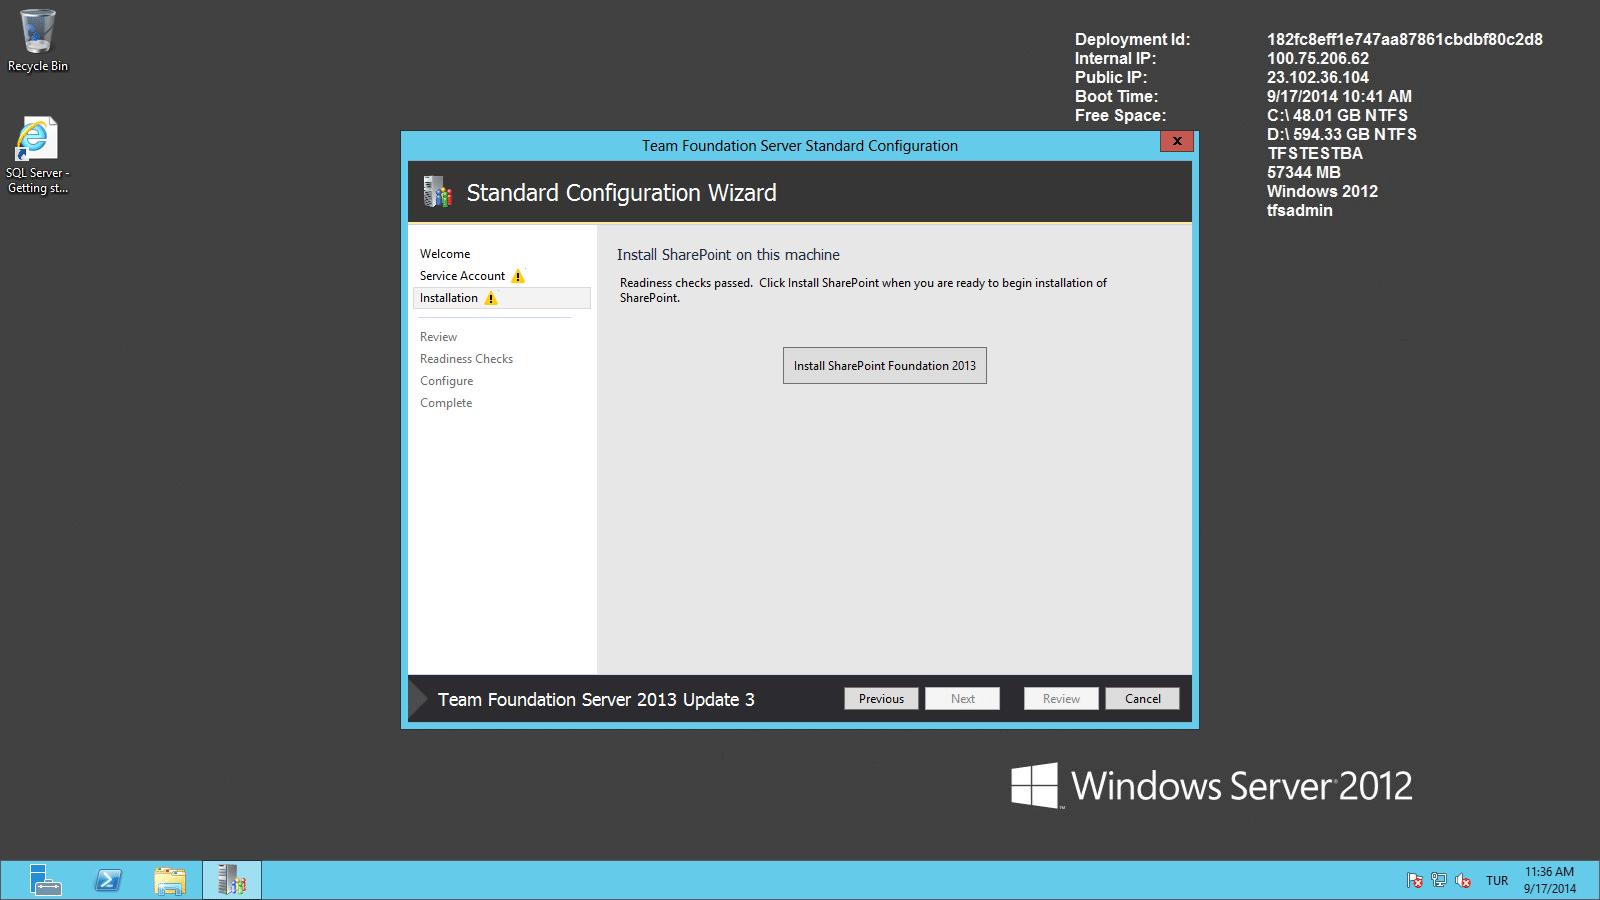 Recycle Bin
SQL Server -
Getting st...
Deployment Id: 182fc8eff1e747aa87861cbdbf80c2d8
Internal IP: 100.75.206.62
Public IP: 23.102.36.104
Boot Time: 9/17/2014 10:41 AM
Free Space: C:\ 48.01 GB NTFS
D:\ 594.33 GB NTFS
TFSTESTBA
57344 MB
Windows 2012
tfsadmin
Team Foundation Server Standard Configuration
x
Standard Configuration Wizard
Welcome
Service Account
Installation
Review
Readiness Checks
Configure
Complete
Install SharePoint on this machine
Readiness checks passed. Click Install SharePoint when you are ready to begin installation of
SharePoint.
Install SharePoint Foundation 2013
Team Foundation Server 2013 Update 3
Previous Next Review Cancel
Windows Server 2012
TUR
11:36 AM
9/17/2014